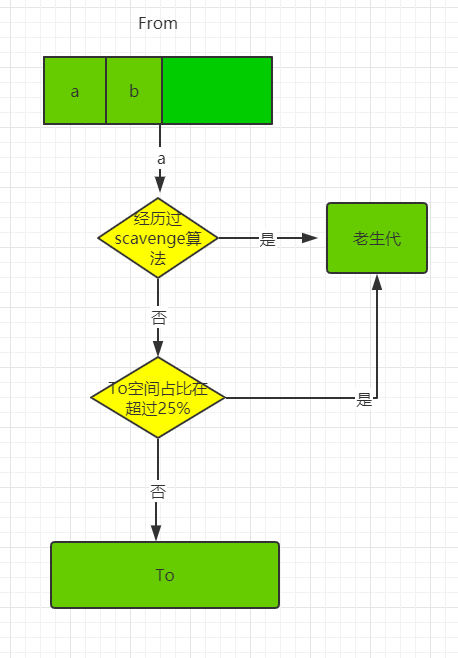 From
a
b
a
经历过
scavenge算
法
是
老生代
否
To空间占比在
超过25%
是
否
To